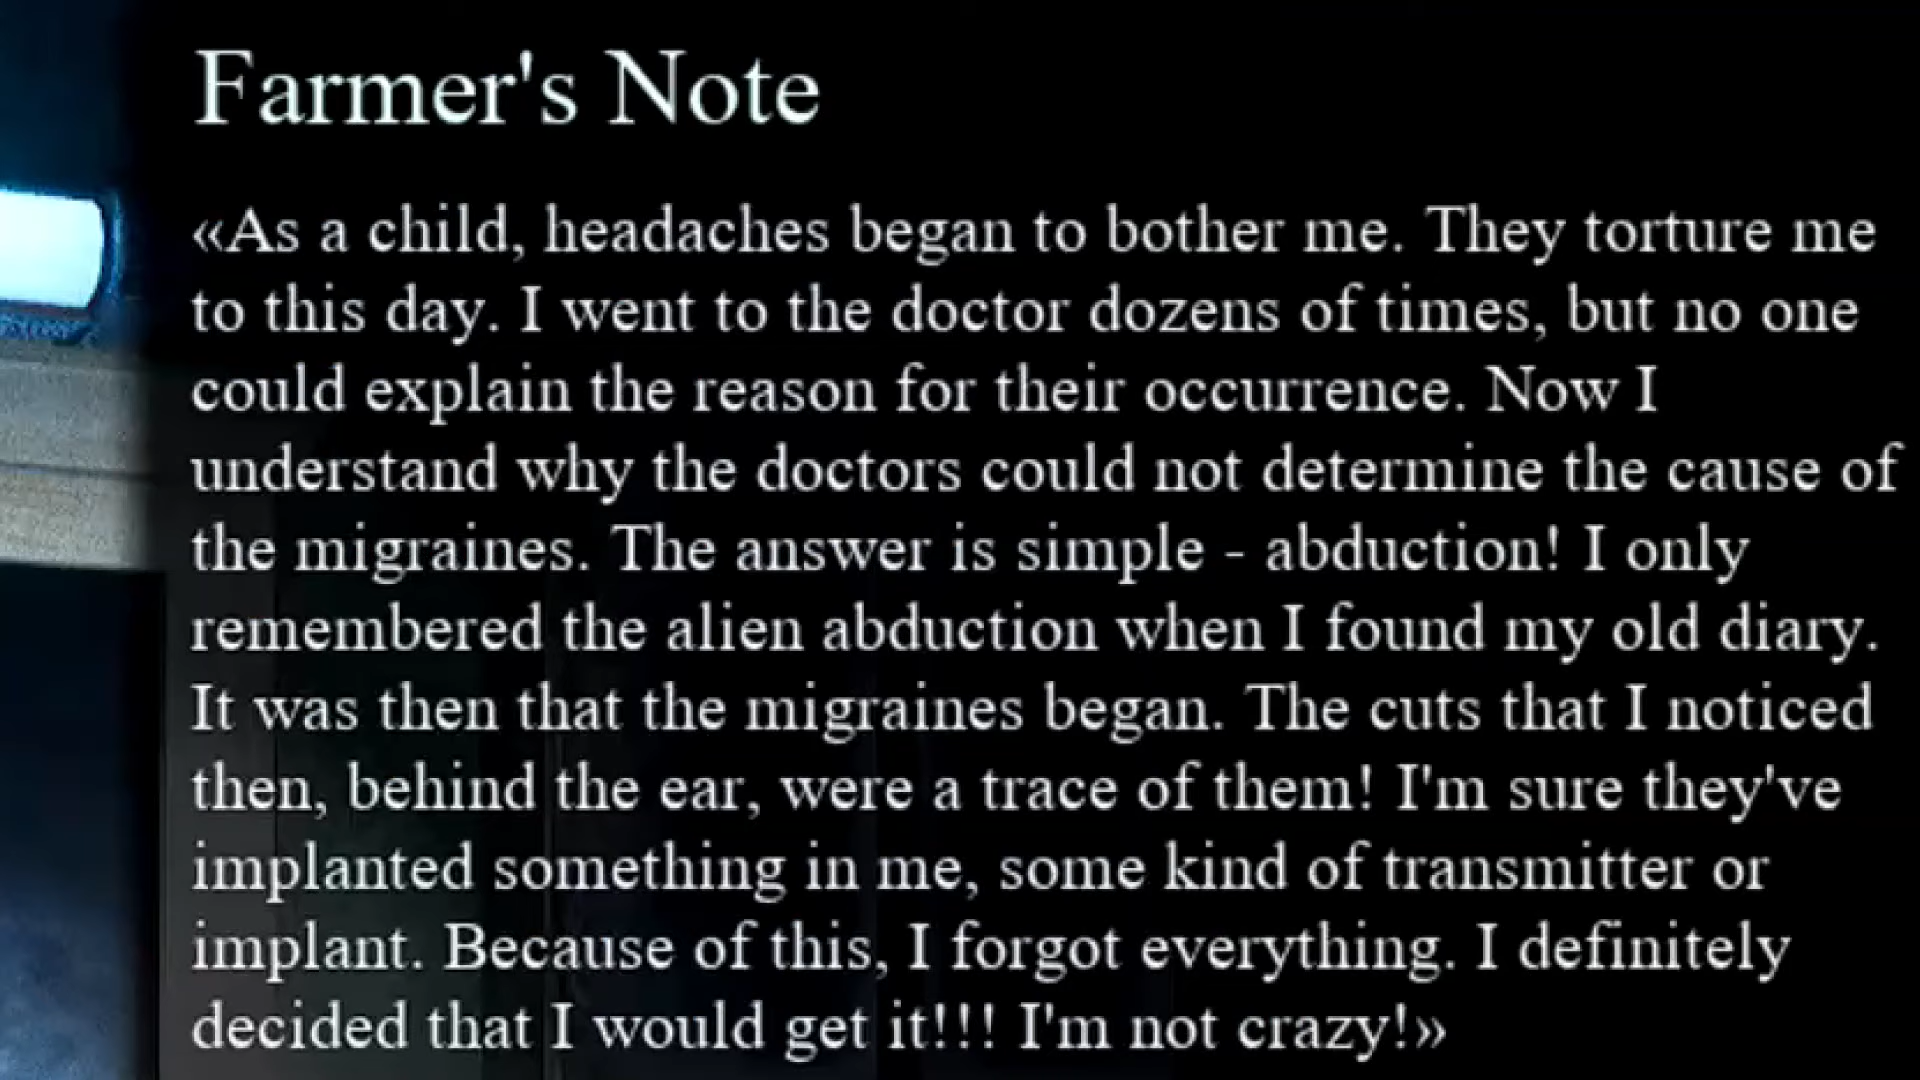 Farmer's Note
«As a child, headaches began to bother me. They torture me
to this day. I went to the doctor dozens of times, but no one
could explain the reason for their occurrence. Now I
understand why the doctors could not determine the cause of
the migraines. The answer is simple - abduction! I only
remembered the alien abduction when I found my old diary.
It was then that the migraines began. The cuts that I noticed
then, behind the ear, were a trace of them! I'm sure they've
implanted something in me, some kind of transmitter or
implant. Because of this, I forgot everything. I definitely
decided that I would get it!!! I'm not crazy!»